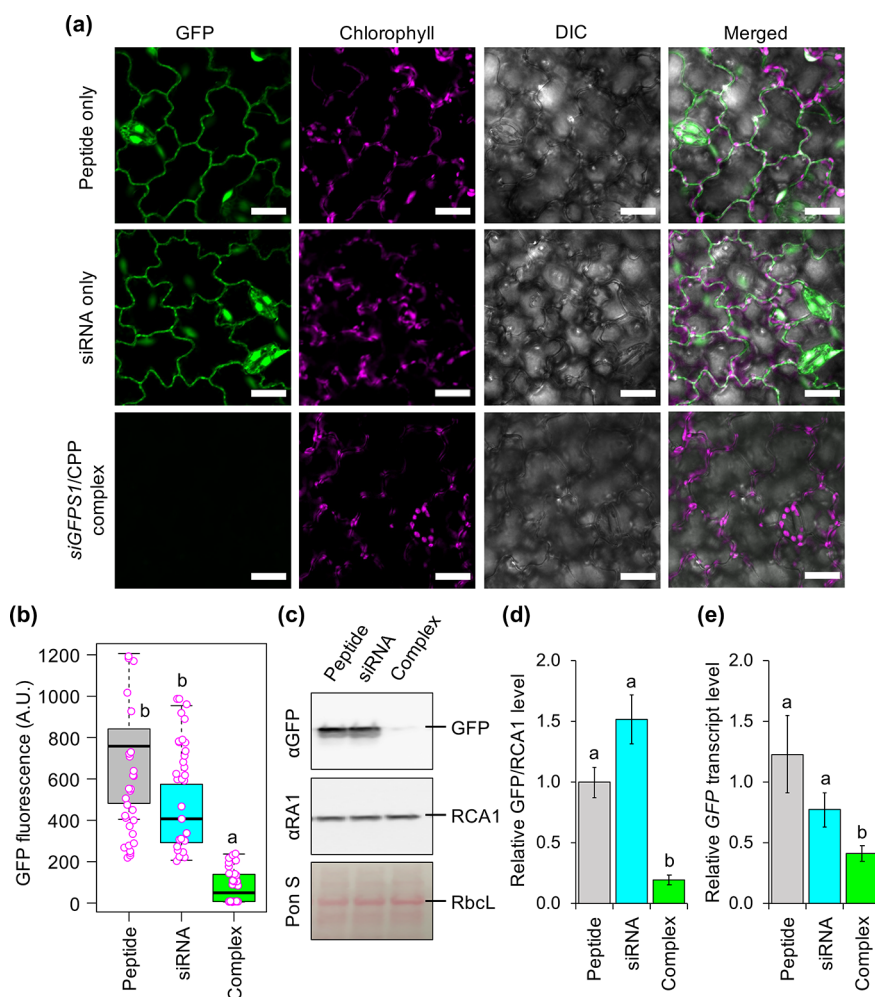 (a)
GFP Chlorophyll DIC Merged
Peptide only
siRNA only
siGFPS1/CPP
complex
(b)
GFP fluorescence (A.U.)
1200
1000
800
600
400
200
0
b
b
a
Peptide
siRNA
Complex
(c)
Peptide
siRNA
Complex
αGFP
GFP
αRA1
RCA1
Pon S
RbcL
(d)
Relative GFP/RCA1 level
2.0
1.5
1.0
0.5
0.0
a
a
b
Peptide
siRNA
Complex
(e)
Relative GFP transcript level
2.0
1.5
1.0
0.5
0.0
a
a
b
Peptide
siRNA
Complex